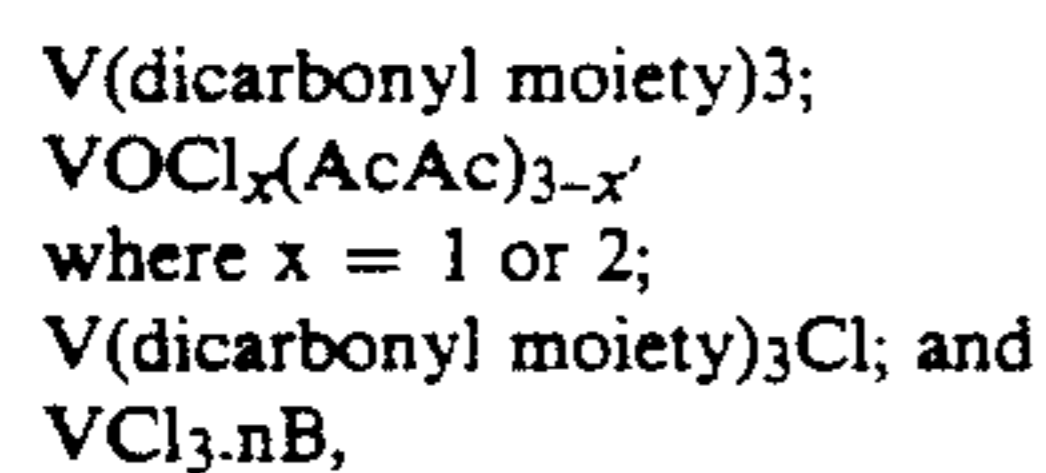 V(dicarbonyl moiety)3;
VOClₓ(AcAc)₃₋ₓ′
where x = 1 or 2;
V(dicarbonyl moiety)₃Cl; and
VCl₃.nB,